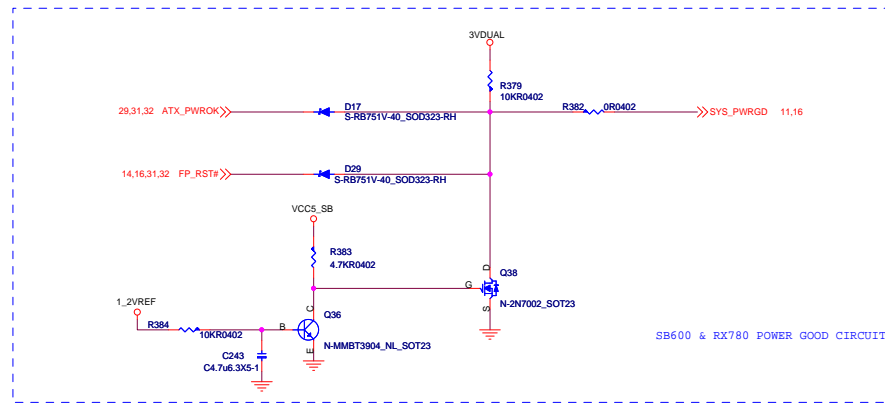 3VDUAL
R379
10KR0402
29,31,32 ATX_PWROK
D17
S-RB751V-40_SOD323-RH
R382 0R0402
SYS_PWRGD 11,16
14,16,31,32 FP_RST#
D29
S-RB751V-40_SOD323-RH
VCC5_SB
R383
4.7KR0402
D
Q38
G
N-2N7002_SOT23
S
1_2VREF
R384
10KR0402
C
Q36
B
N-MMBT3904_NL_SOT23
E
C243
C4.7u6.3X5-1
SB600 & RX780 POWER GOOD CIRCUIT